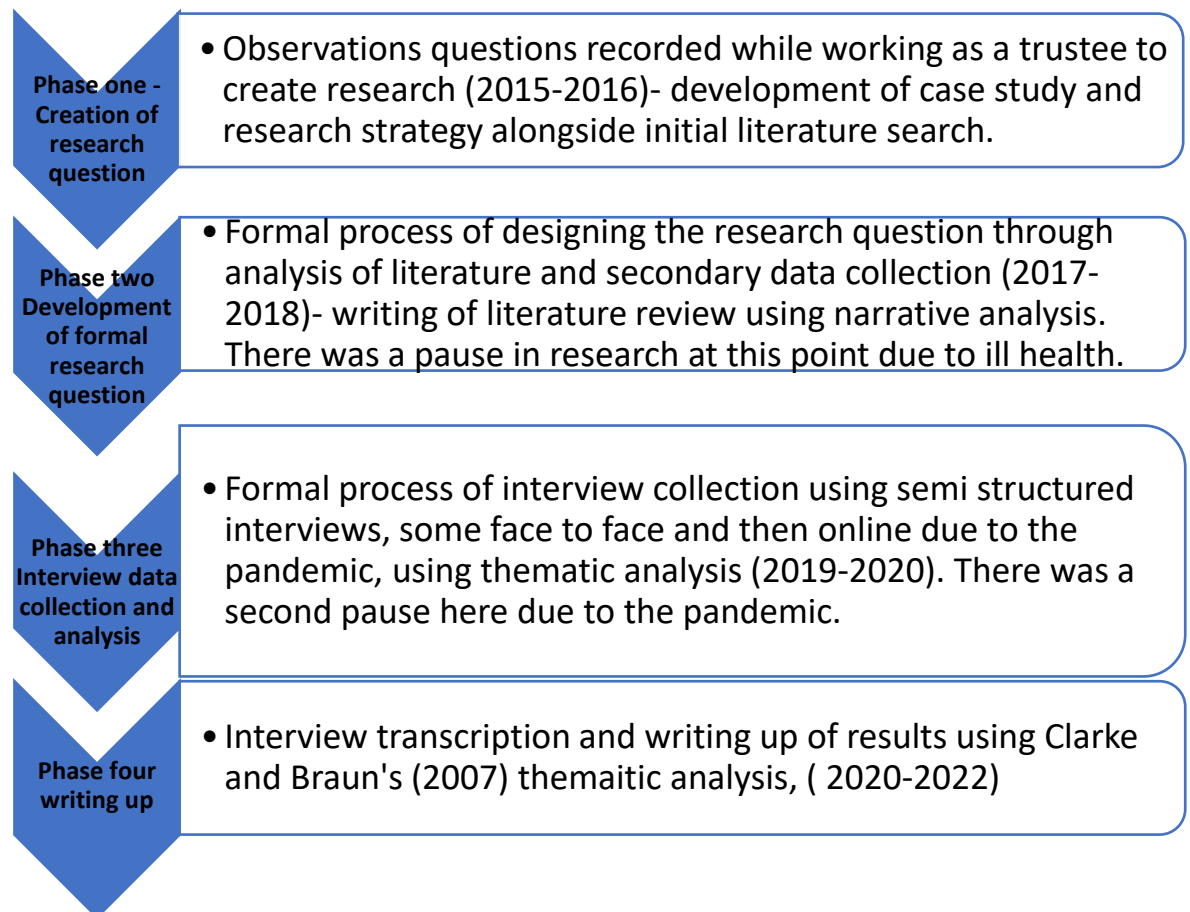 Phase one -
Creation of
research
question
• Observations questions recorded while working as a trustee to
create research (2015-2016)- development of case study and
research strategy alongside initial literature search.
Phase two
Development
of formal
research
question
• Formal process of designing the research question through
analysis of literature and secondary data collection (2017-
2018)- writing of literature review using narrative analysis.
There was a pause in research at this point due to ill health.
Phase three
Interview data
collection and
analysis
• Formal process of interview collection using semi structured
interviews, some face to face and then online due to the
pandemic, using thematic analysis (2019-2020). There was a
second pause here due to the pandemic.
Phase four
writing up
• Interview transcription and writing up of results using Clarke
and Braun's (2007) themaitic analysis, ( 2020-2022)